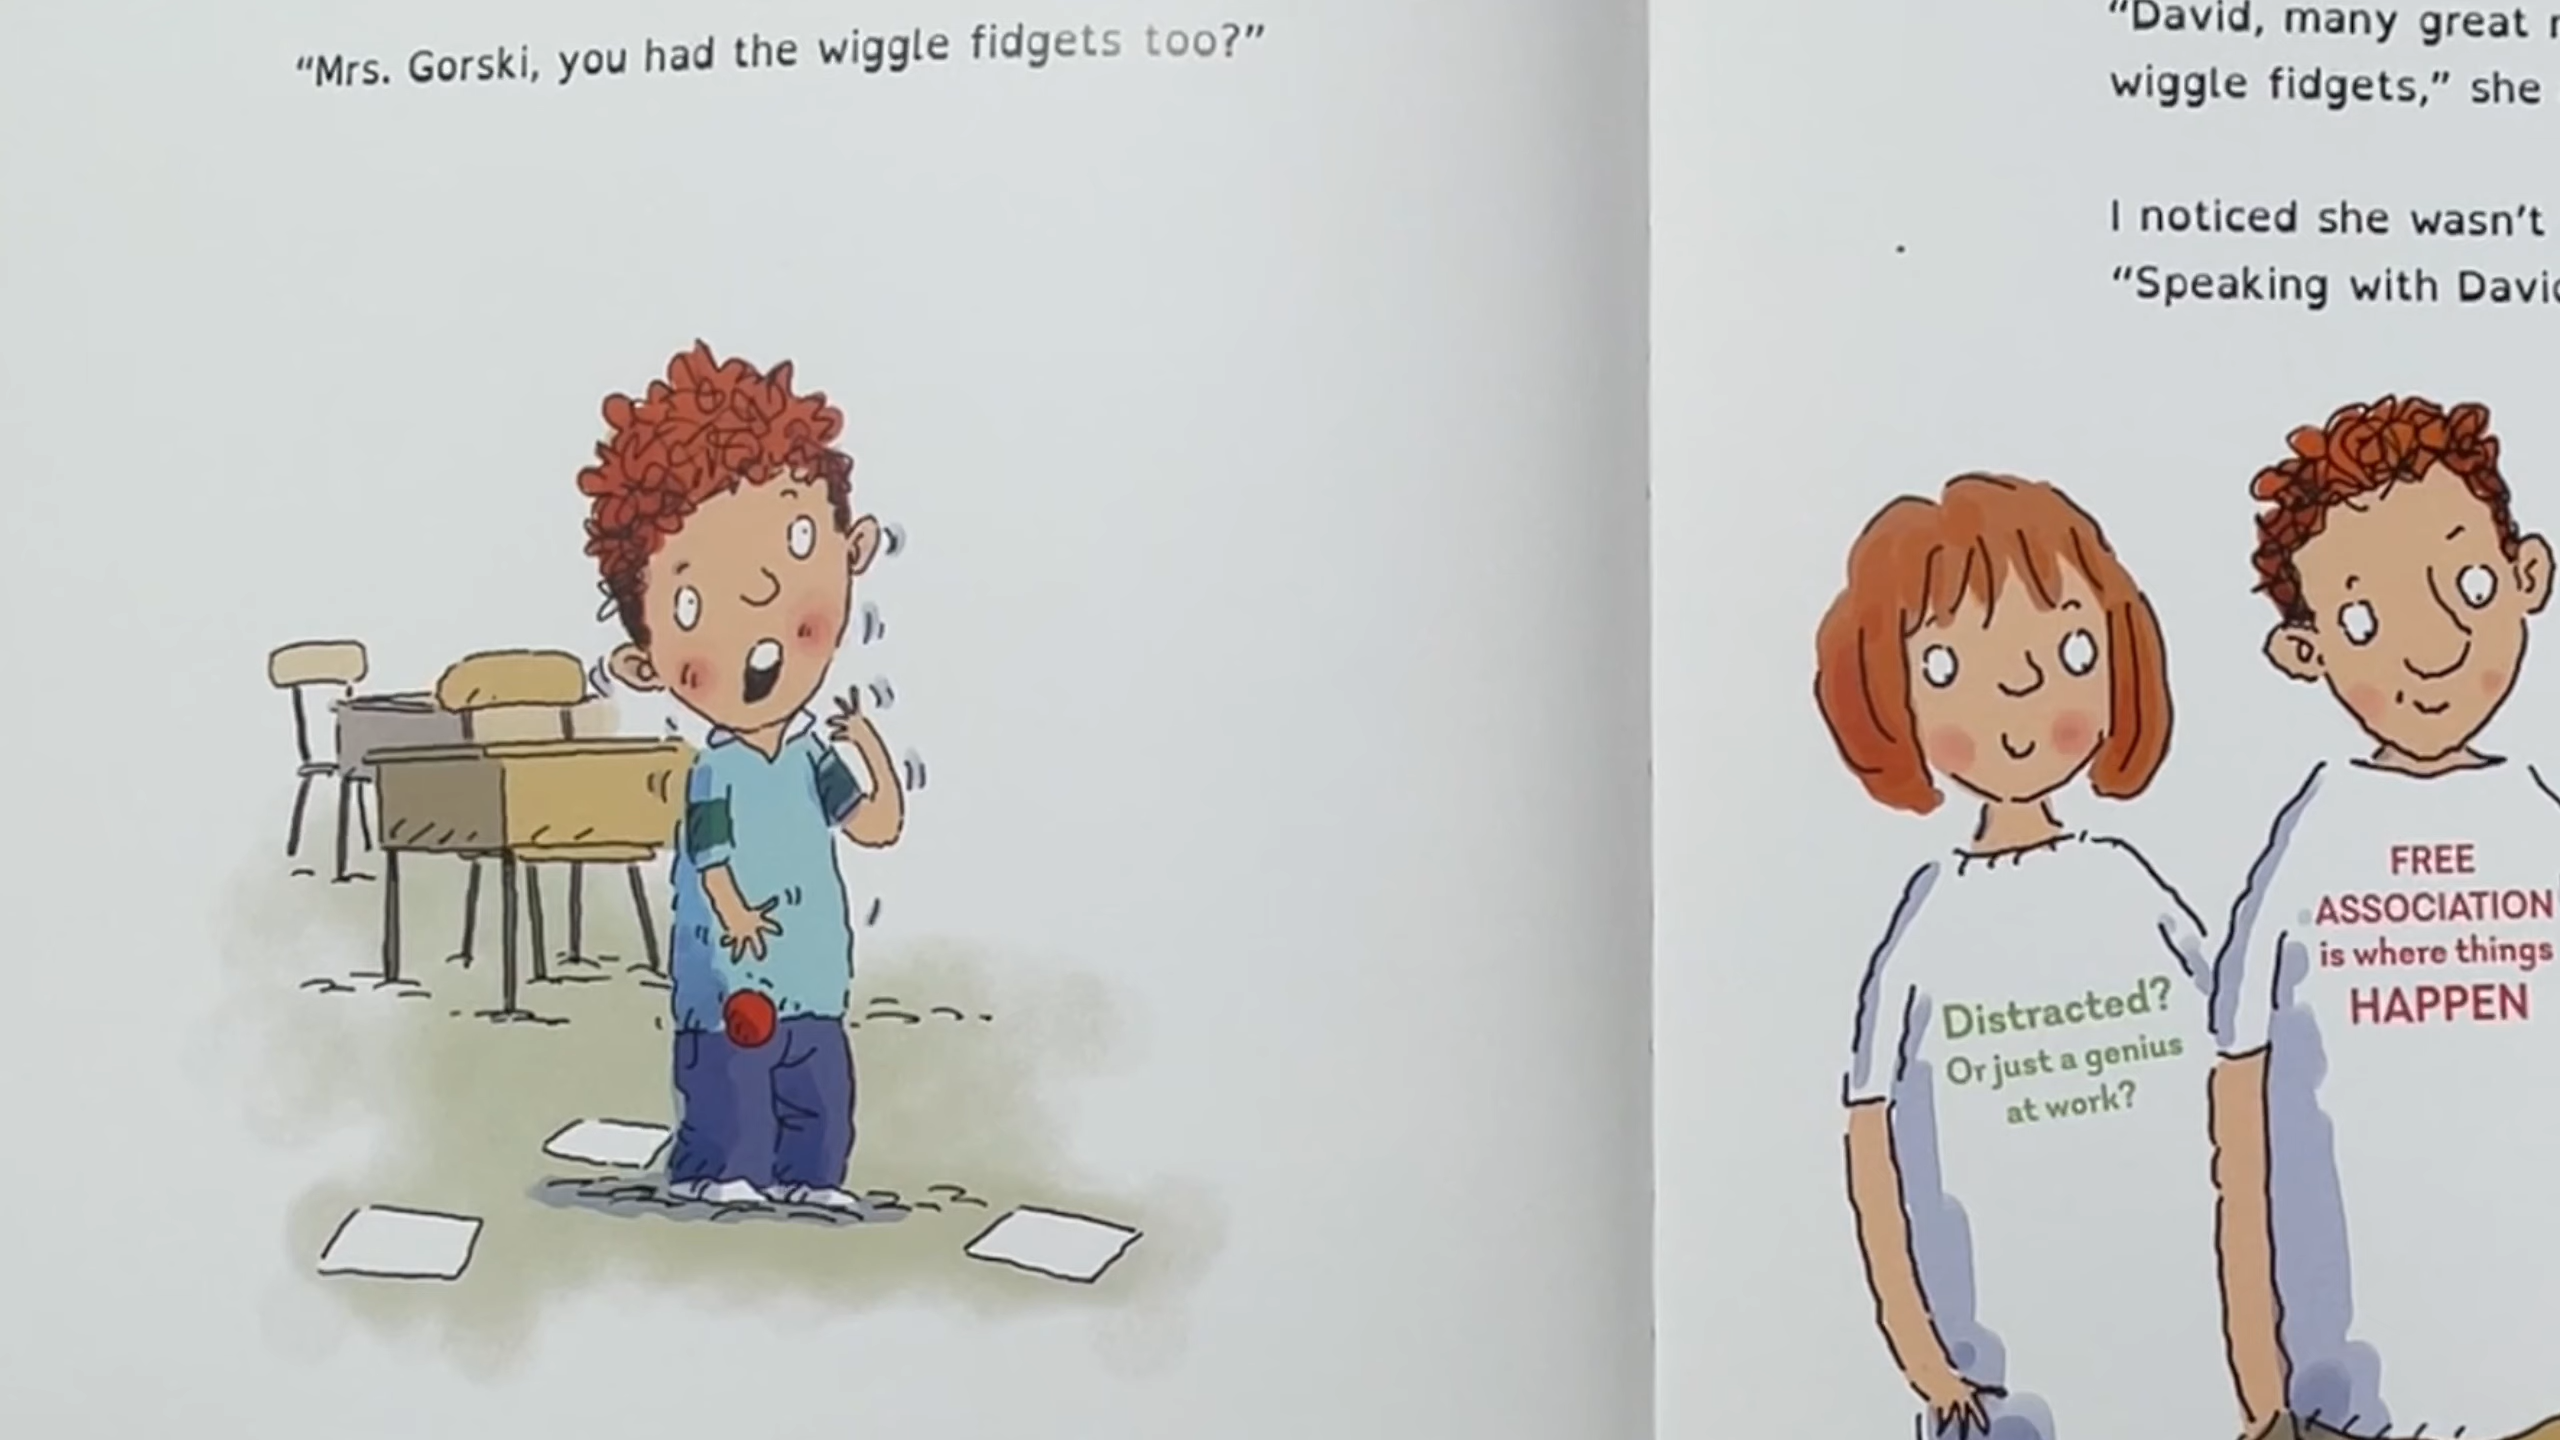 “Mrs. Gorski, you had the wiggle fidgets too?”
“David, many great
wiggle fidgets,” she
I noticed she wasn’t
“Speaking with
Distracted?
Or just a genius
at work?
FREE
ASSOCIATION
is where things
HAPPEN